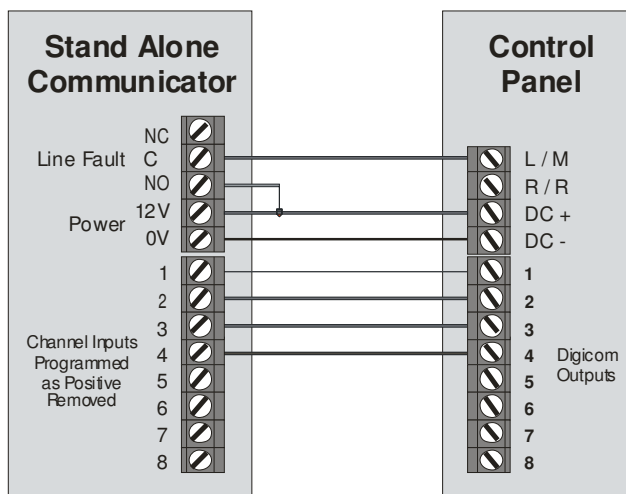 Stand Alone
Communicator
Control
Panel
NC
Line Fault C
NO
Power 12V
0V
L / M
R / R
DC +
DC -
1
2
3
4
5
6
7
8
Channel Inputs
Programmed
as Positive
Removed
1
2
3
4
5
6
7
8
Digicom
Outputs